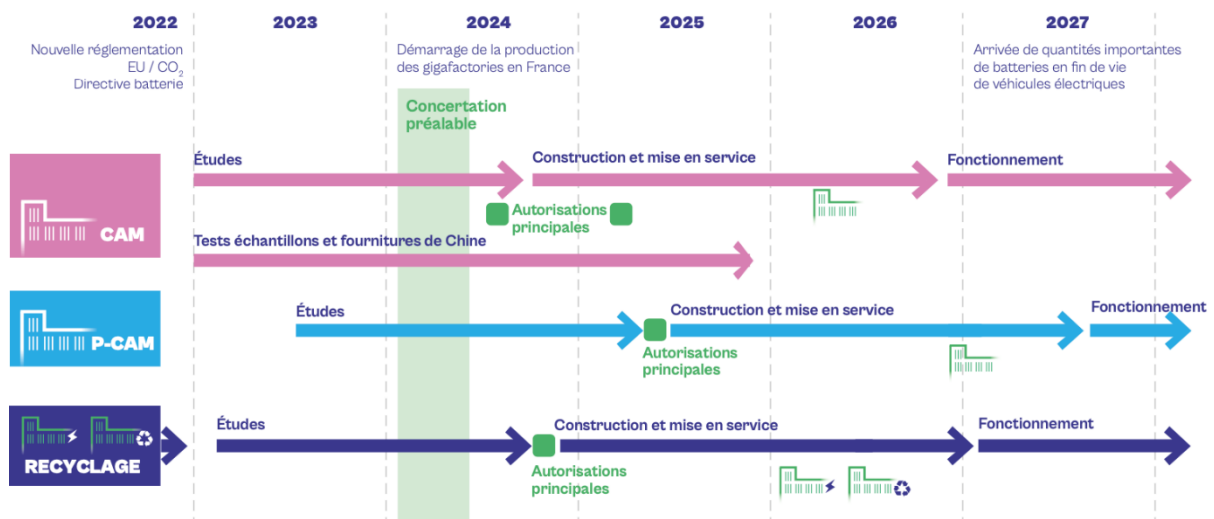 2022
2023
2024
2025
2026
2027
Nouvelle réglementation
EU / CO₂
Directive batterie
Démarrage de la production
des gigafactories en France
Arrivée de quantités importantes
de batteries en fin de vie
de véhicules électriques
Concertation
préalable
CAM
Études
Construction et mise en service
Fonctionnement
Autorisations
principales
Tests échantillons et fournitures de Chine
P-CAM
Études
Construction et mise en service
Fonctionnement
Autorisations
principales
RECYCLAGE
Études
Construction et mise en service
Fonctionnement
Autorisations
principales